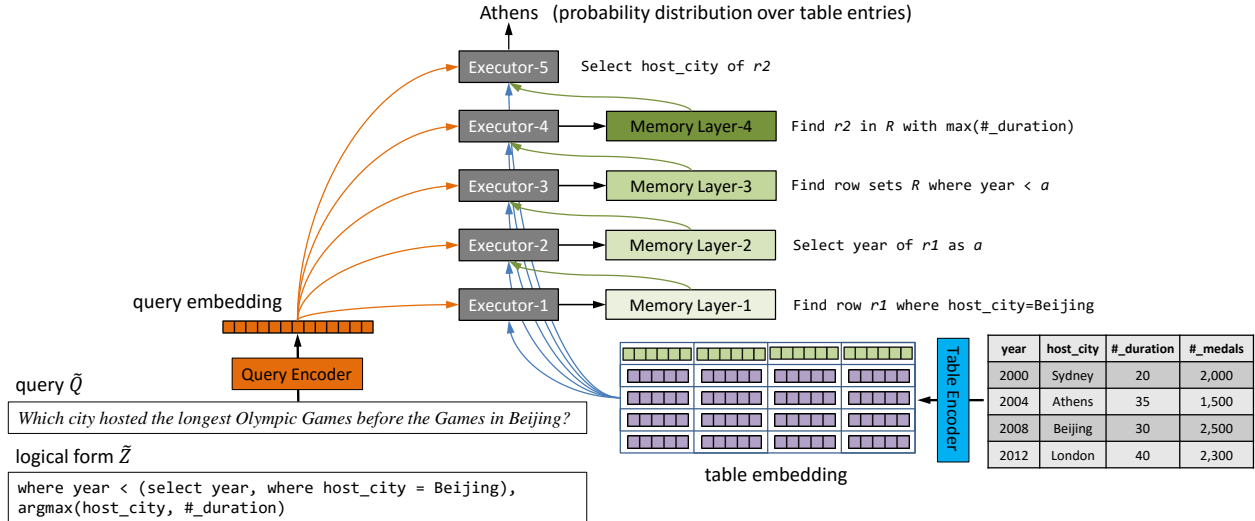 Athens (probability distribution over table entries)
Executor-5 Select host_city of r2
Executor-4 Memory Layer-4 Find r2 in R with max(#_duration)
Executor-3 Memory Layer-3 Find row sets R where year < a
Executor-2 Memory Layer-2 Select year of r1 as a
query embedding
Executor-1 Memory Layer-1 Find row r1 where host_city=Beijing
Query Encoder
query Q̃
Which city hosted the longest Olympic Games before the Games in Beijing?
logical form Z̃
where year < (select year, where host_city = Beijing),
argmax(host_city, #_duration)
table embedding
Table Encoder
year host_city #_duration #_medals
2000 Sydney 20 2,000
2004 Athens 35 1,500
2008 Beijing 30 2,500
2012 London 40 2,300